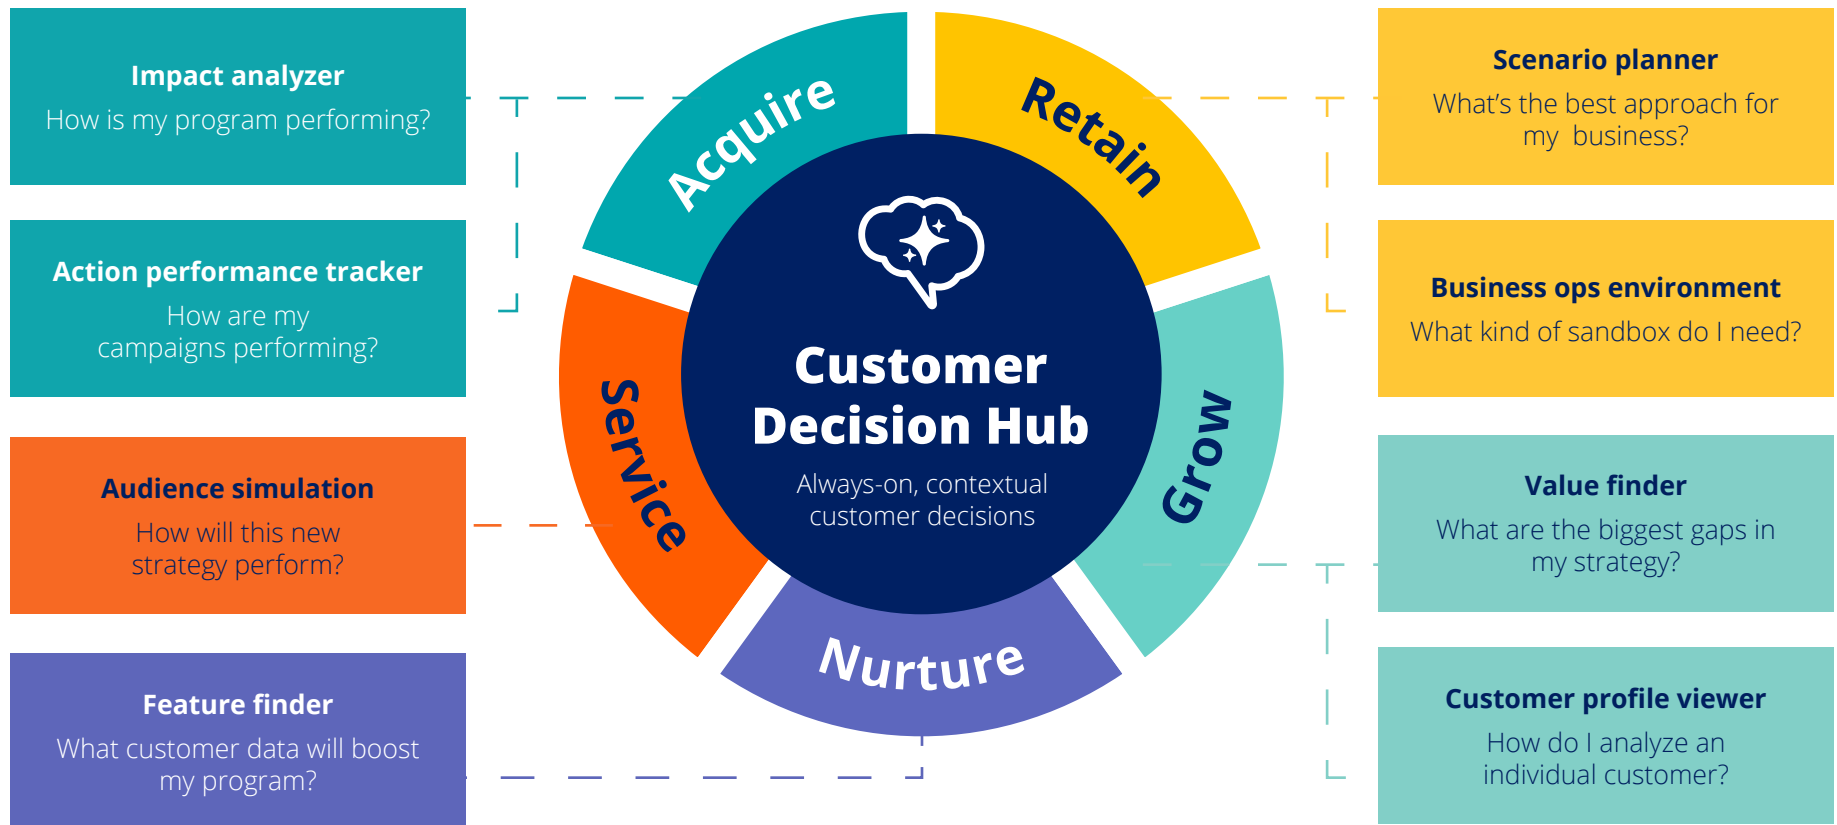 Impact analyzer
How is my program performing?
Action performance tracker
How are my
campaigns performing?
Audience simulation
How will this new
strategy perform?
Feature finder
What customer data will boost
my program?
Acquire
Retain
Service
Grow
Nurture
Customer
Decision Hub
Always-on, contextual
customer decisions
Scenario planner
What’s the best approach for
my business?
Business ops environment
What kind of sandbox do I need?
Value finder
What are the biggest gaps in
my strategy?
Customer profile viewer
How do I analyze an
individual customer?